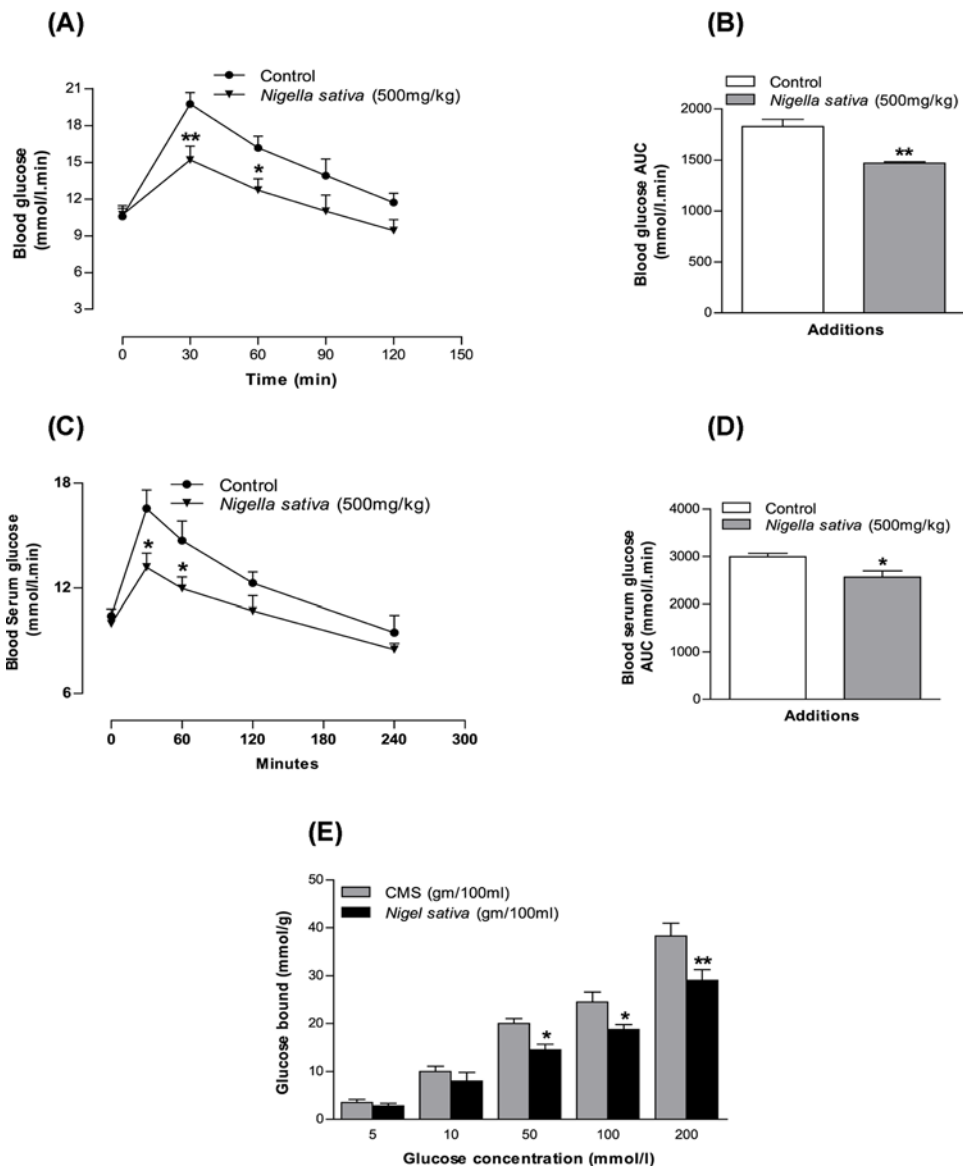 (A)
Control
Nigella sativa (500mg/kg)
Blood glucose
(mmol/l.min)
21
18
15
12
9
6
3
**
*
0 30 60 90 120 150
Time (min)
(B)
Control
Nigella sativa (500mg/kg)
Blood glucose AUC
(mmol/l.min)
2000
1500
1000
500
0
**
Additions
(C)
Control
Nigella sativa (500mg/kg)
Blood Serum glucose
(mmol/l.min)
18
12
6
*
*
0 60 120 180 240 300
Minutes
(D)
Control
Nigella sativa (500mg/kg)
Blood serum glucose
AUC (mmol/l.min)
4000
3000
2000
1000
0
*
Additions
(E)
CMS (gm/100ml)
Nigel sativa (gm/100ml)
Glucose bound (mmol/g)
50
40
30
20
10
0
*
*
**
5 10 50 100 200
Glucose concentration (mmol/l)